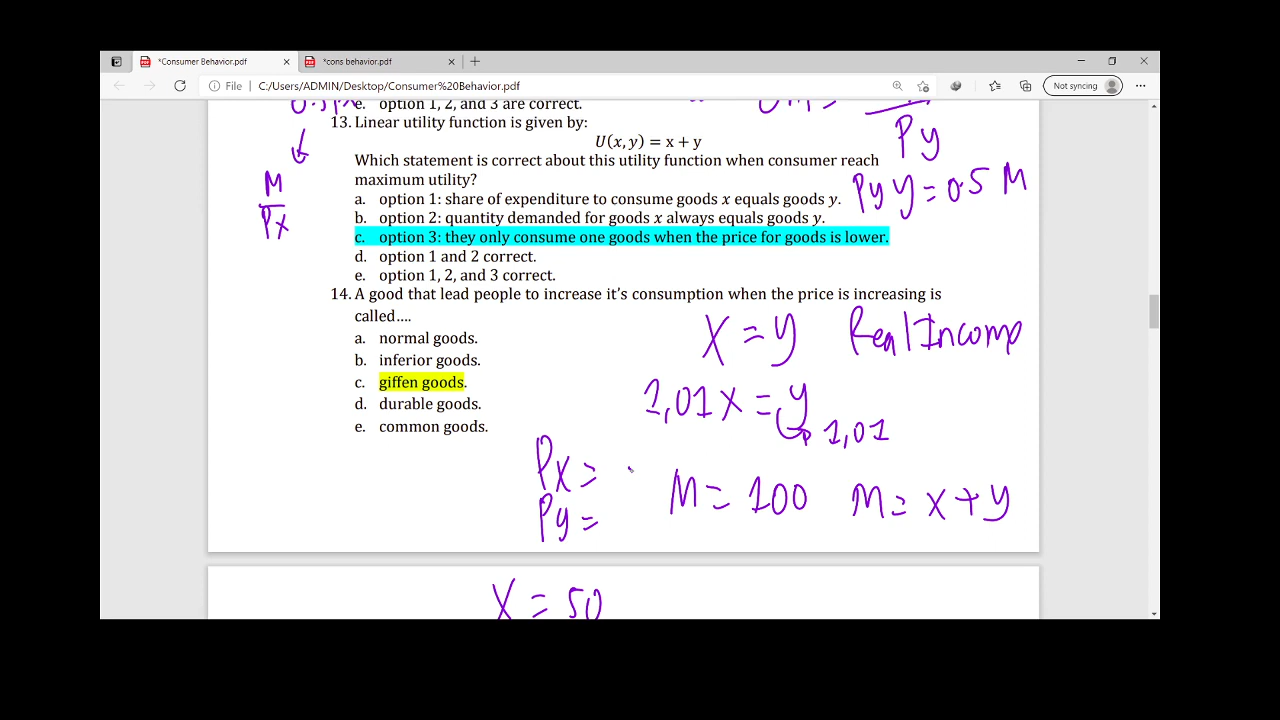 *Consumer Behavior.pdf
*cons behavior.pdf
File C:/Users/ADMIN/Desktop/Consumer%20Behavior.pdf Not syncing
e. option 1, 2, and 3 are correct.
13. Linear utility function is given by:
U(x, y) = x + y
Which statement is correct about this utility function when consumer reach
maximum utility?
a. option 1: share of expenditure to consume goods x equals goods y.
b. option 2: quantity demanded for goods x always equals goods y.
c. option 3: they only consume one goods when the price for goods is lower.
d. option 1 and 2 correct.
e. option 1, 2, and 3 correct.
14. A good that lead people to increase it's consumption when the price is increasing is
called….
a. normal goods.
b. inferior goods.
c. giffen goods.
d. durable goods.
e. common goods.
M
Px
Py
Py y = 0.5 M
X = y Real Incomp
1,01 X = y
1,01
Px =
Py =
M = 100 M = x + y
X = 50